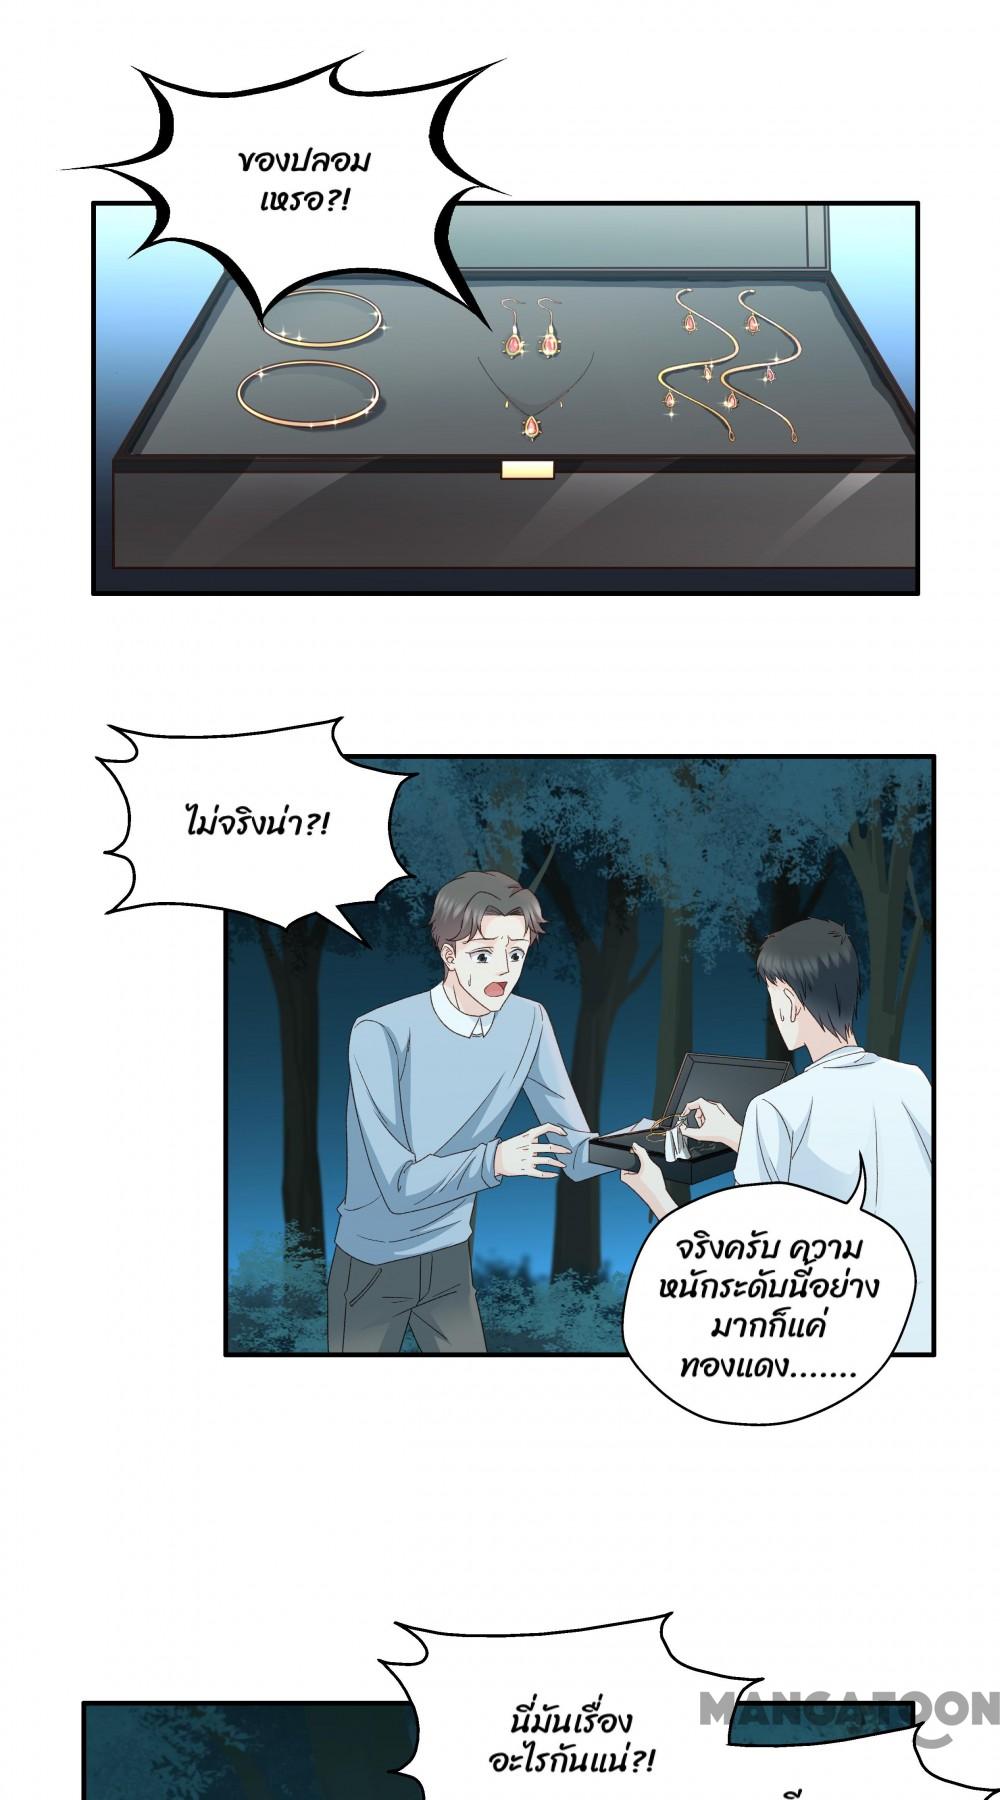 ของปลอม
เหรอ?!
ไม่จริงน่า?!
จริงครับ ความ
หนักระดับนี้อย่าง
มากก็แค่
ทองแดง.......
MANGATOON
นี่มันเรื่อง
อะไรกันแน่?!